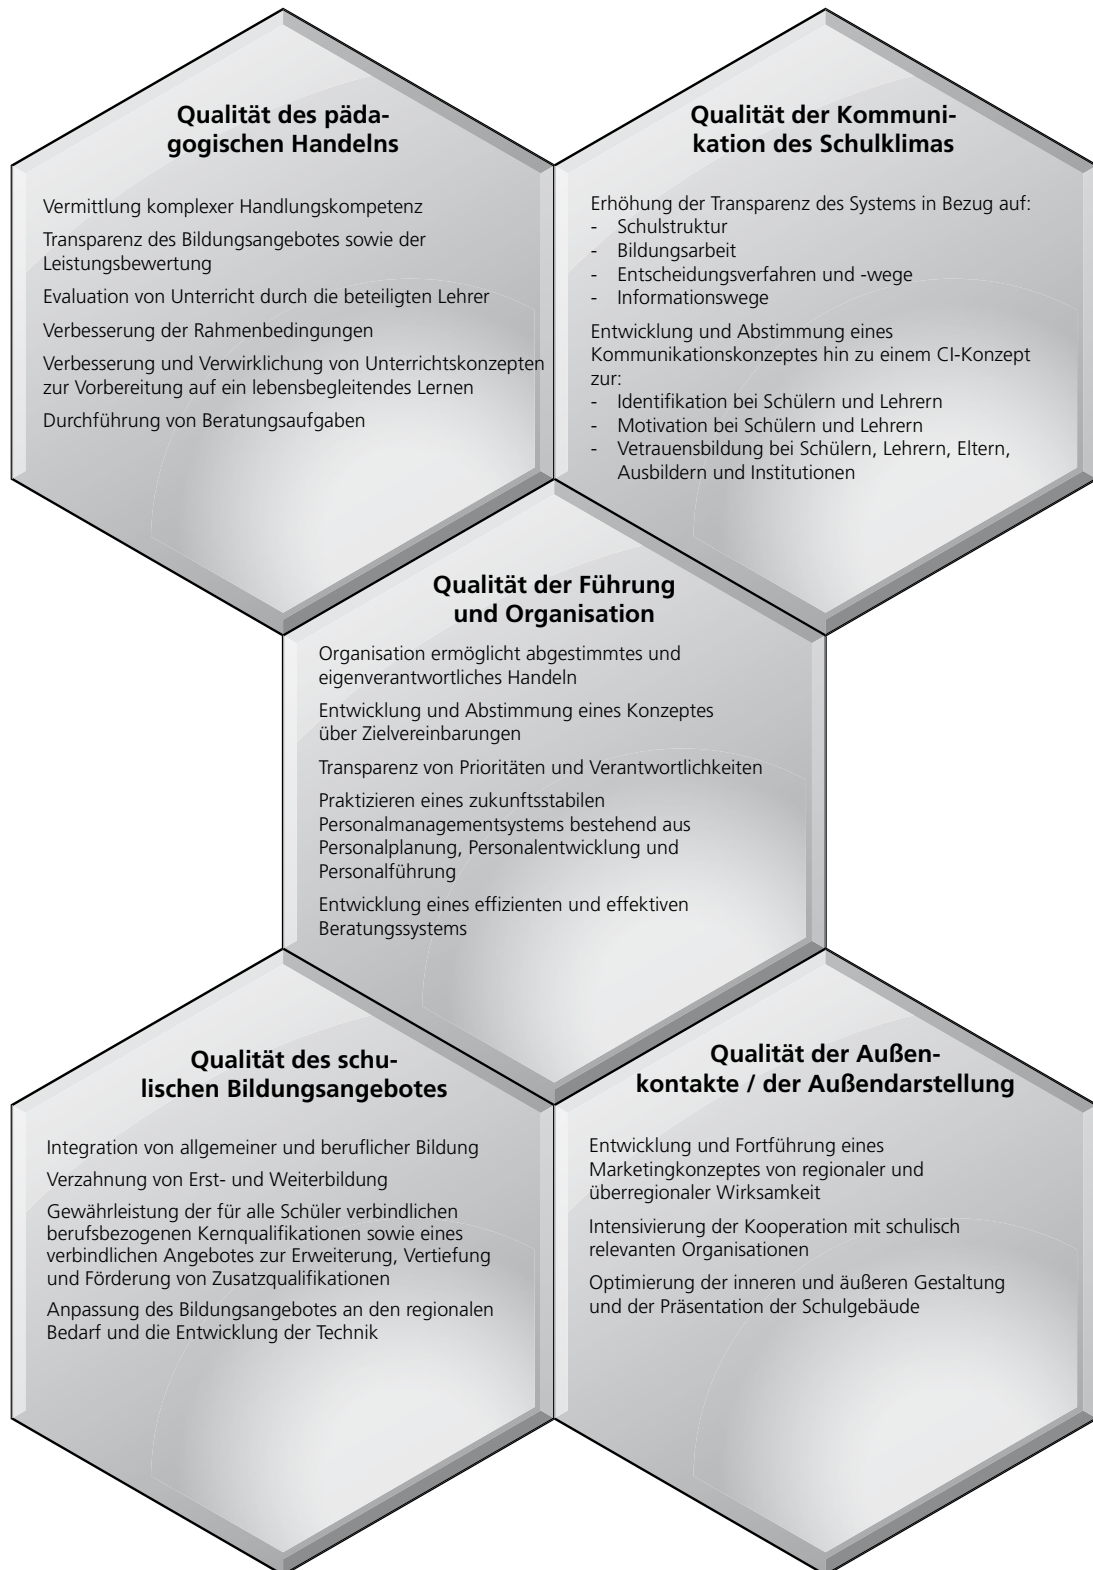 Qualität des päda-
gogischen Handelns
Vermittlung komplexer Handlungskompetenz
Transparenz des Bildungsangebotes sowie der
Leistungsbewertung
Evaluation von Unterricht durch die beteiligten Lehrer
Verbesserung der Rahmenbedingungen
Verbesserung und Verwirklichung von Unterrichtskonzepten
zur Vorbereitung auf ein lebensbegleitendes Lernen
Durchführung von Beratungsaufgaben
Qualität der Kommuni-
kation des Schulklimas
Erhöhung der Transparenz des Systems in Bezug auf:
- Schulstruktur
- Bildungsarbeit
- Entscheidungsverfahren und -wege
- Informationswege
Entwicklung und Abstimmung eines
Kommunikationskonzeptes hin zu einem CI-Konzept
zur:
- Identifikation bei Schülern und Lehrern
- Motivation bei Schülern und Lehrern
- Vetrauensbildung bei Schülern, Lehrern, Eltern,
Ausbildern und Institutionen
Qualität der Führung
und Organisation
Organisation ermöglicht abgestimmtes und
eigenverantwortliches Handeln
Entwicklung und Abstimmung eines Konzeptes
über Zielvereinbarungen
Transparenz von Prioritäten und Verantwortlichkeiten
Praktizieren eines zukunftsstabilen
Personalmanagementsystems bestehend aus
Personalplanung, Personalentwicklung und
Personalführung
Entwicklung eines effizienten und effektiven
Beratungssystems
Qualität des schu-
lischen Bildungsangebotes
Integration von allgemeiner und beruflicher Bildung
Verzahnung von Erst- und Weiterbildung
Gewährleistung der für alle Schüler verbindlichen
berufsbezogenen Kernqualifikationen sowie eines
verbindlichen Angebotes zur Erweiterung, Vertiefung
und Förderung von Zusatzqualifikationen
Anpassung des Bildungsangebotes an den regionalen
Bedarf und die Entwicklung der Technik
Qualität der Außen-
kontakte / der Außendarstellung
Entwicklung und Fortführung eines
Marketingkonzeptes von regionaler und
überregionaler Wirksamkeit
Intensivierung der Kooperation mit schulisch
relevanten Organisationen
Optimierung der inneren und äußeren Gestaltung
und der Präsentation der Schulgebäude